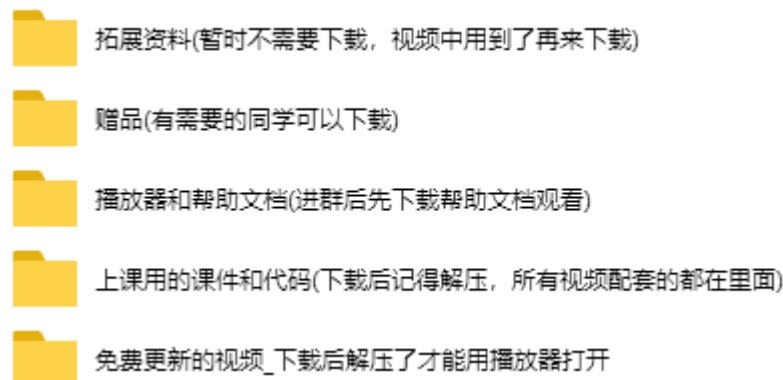 拓展资料(暂时不需要下载，视频中用到了再来下载)
赠品(有需要的同学可以下载)
播放器和帮助文档(进群后先下载帮助文档观看)
上课用的课件和代码(下载后记得解压，所有视频配套的都在里面)
免费更新的视频_下载后解压了才能用播放器打开